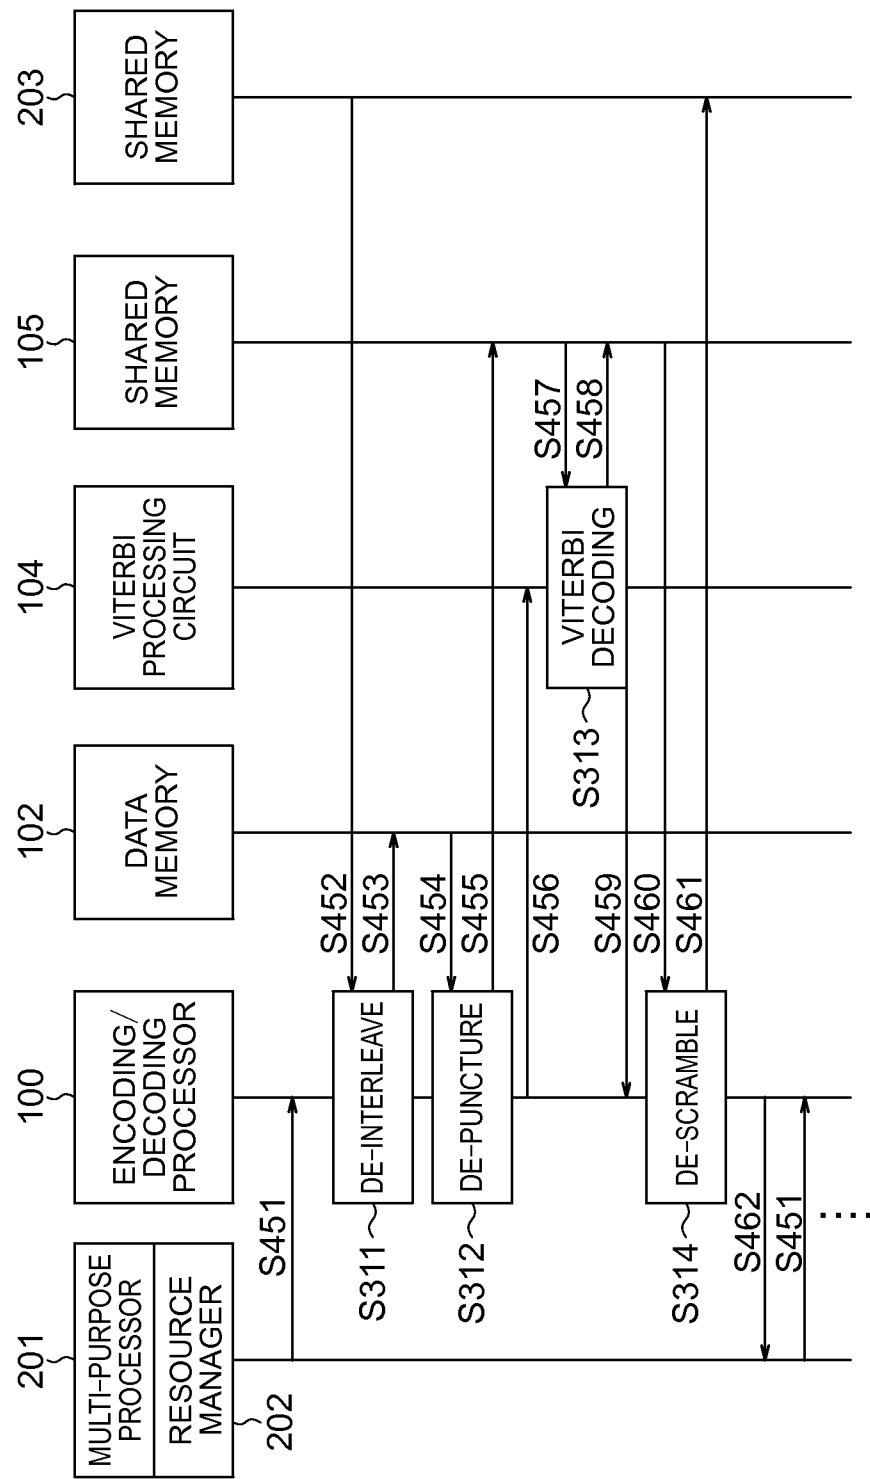 201
MULTI-PURPOSE
PROCESSOR
RESOURCE
MANAGER
202
100
ENCODING/
DECODING
PROCESSOR
102
DATA
MEMORY
104
VITERBI
PROCESSING
CIRCUIT
105
SHARED
MEMORY
203
SHARED
MEMORY
S451
S452
DE-INTERLEAVE
S311
S453
S454
DE-PUNCTURE
S312
S455
S456
S457
VITERBI
DECODING
S313
S458
S459
S460
DE-SCRAMBLE
S314
S461
S462
S451
....